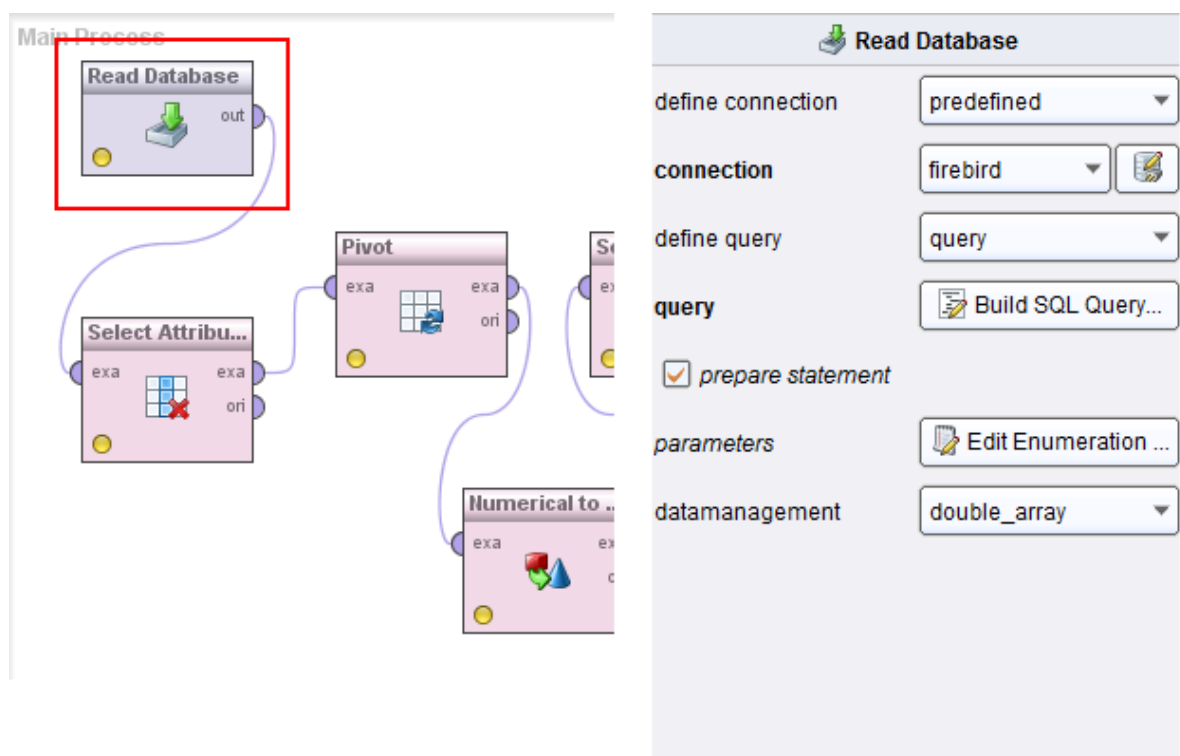 Main Process
Read Database
out
Select Attribu...
exa
exa
ori
Pivot
exa
exa
ori
Numerical to ..
exa
Read Database
define connection
predefined
connection
firebird
define query
query
query
Build SQL Query...
prepare statement
parameters
Edit Enumeration ...
datamanagement
double_array